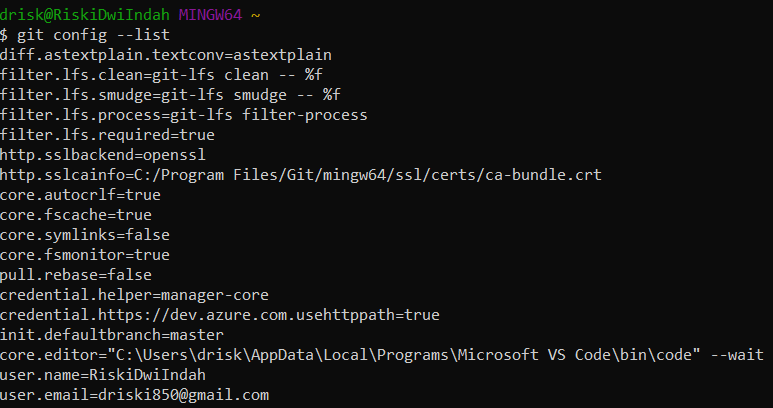 drisk@RiskiDwiIndah MINGW64 ~
$ git config --list
diff.astextplain.textconv=astextplain
filter.lfs.clean=git-lfs clean -- %f
filter.lfs.smudge=git-lfs smudge -- %f
filter.lfs.process=git-lfs filter-process
filter.lfs.required=true
http.sslbackend=openssl
http.sslcainfo=C:/Program Files/Git/mingw64/ssl/certs/ca-bundle.crt
core.autocrlf=true
core.fscache=true
core.symlinks=false
core.fsmonitor=true
pull.rebase=false
credential.helper=manager-core
credential.https://dev.azure.com.usehttppath=true
init.defaultbranch=master
core.editor="C:\Users\drisk\AppData\Local\Programs\Microsoft VS Code\bin\code" --wait
user.name=RiskiDwiIndah
user.email=driski850@gmail.com